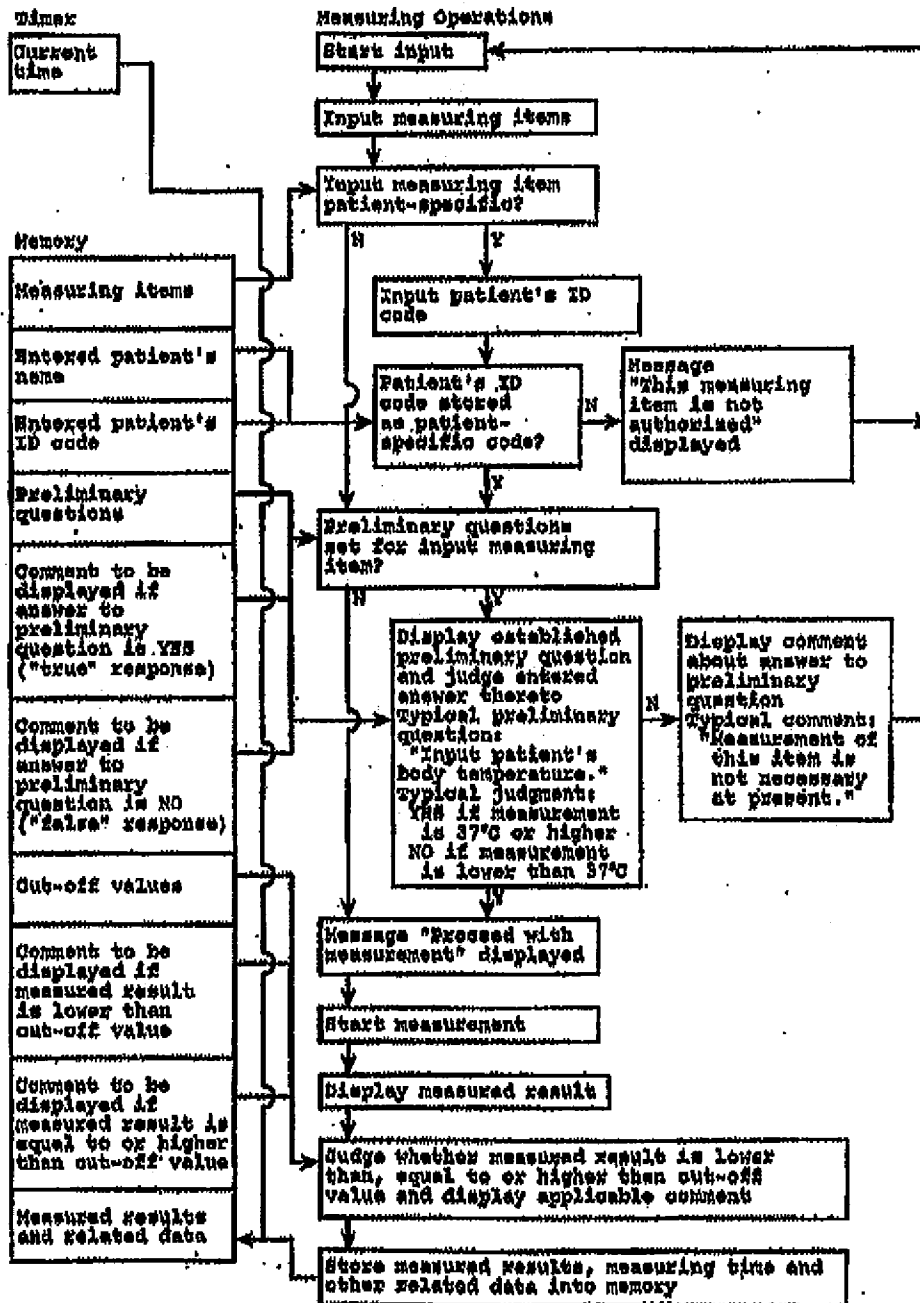 Timer
Current
time
Measuring Operations
Start input
Input measuring items
Input measuring item
patient-specific?
N
Y
Input patient's ID
code
Patient's ID
code stored
as patient-
specific code?
N
Y
Message
"This measuring
item is not
authorized"
displayed
Preliminary questions
set for input measuring
item?
N
Y
Display established
preliminary question
and judge entered
answer thereto
Typical preliminary
question:
"Input patient's
body temperature."
Typical judgment:
YES if measurement
is 37°C or higher
NO if measurement
is lower than 37°C
N
Y
Display comment
about answer to
preliminary
question
Typical comment:
"Measurement of
this item is
not necessary
at present."
Message "Proceed with
measurement" displayed
Start measurement
Display measured result
Judge whether measured result is lower
than, equal to or higher than cut-off
value and display applicable comment
Store measured results, measuring time and
other related data into memory
Memory
Measuring items
Entered patient's
name
Entered patient's
ID code
Preliminary
questions
Comment to be
displayed if
answer to
preliminary
question is YES
("true" response)
Comment to be
displayed if
answer to
preliminary
question is NO
("false" response)
Cut-off values
Comment to be
displayed if
measured result
is lower than
cut-off value
Comment to be
displayed if
measured result is
equal to or higher
than cut-off value
Measured results
and related data